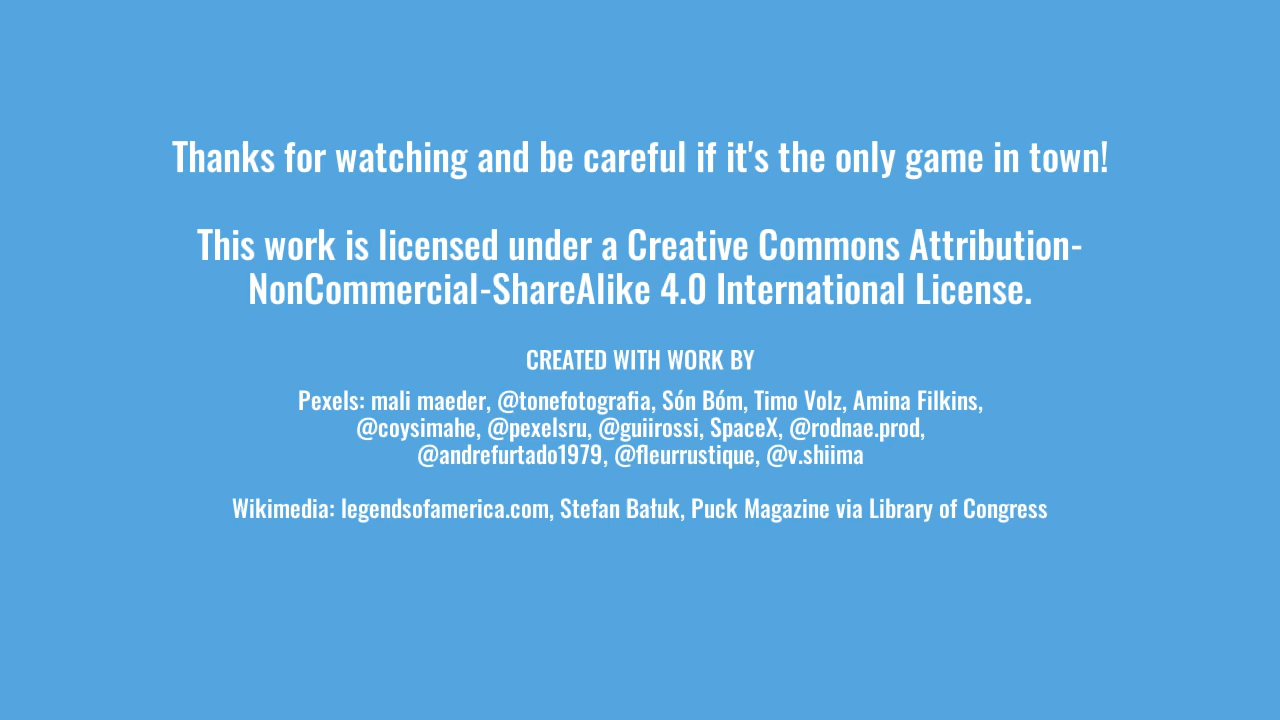 Thanks for watching and be careful if it's the only game in town!
This work is licensed under a Creative Commons Attribution-
NonCommercial-ShareAlike 4.0 International License.
CREATED WITH WORK BY
Pexels: mali maeder, @tonefotografia, Són Bóm, Timo Volz, Amina Filkins,
@coysimahe, @pexelsru, @guiirossi, SpaceX, @rodnae.prod,
@andrefurtado1979, @fleurrustique, @v.shiima
Wikimedia: legendsofamerica.com, Stefan Bałuk, Puck Magazine via Library of Congress